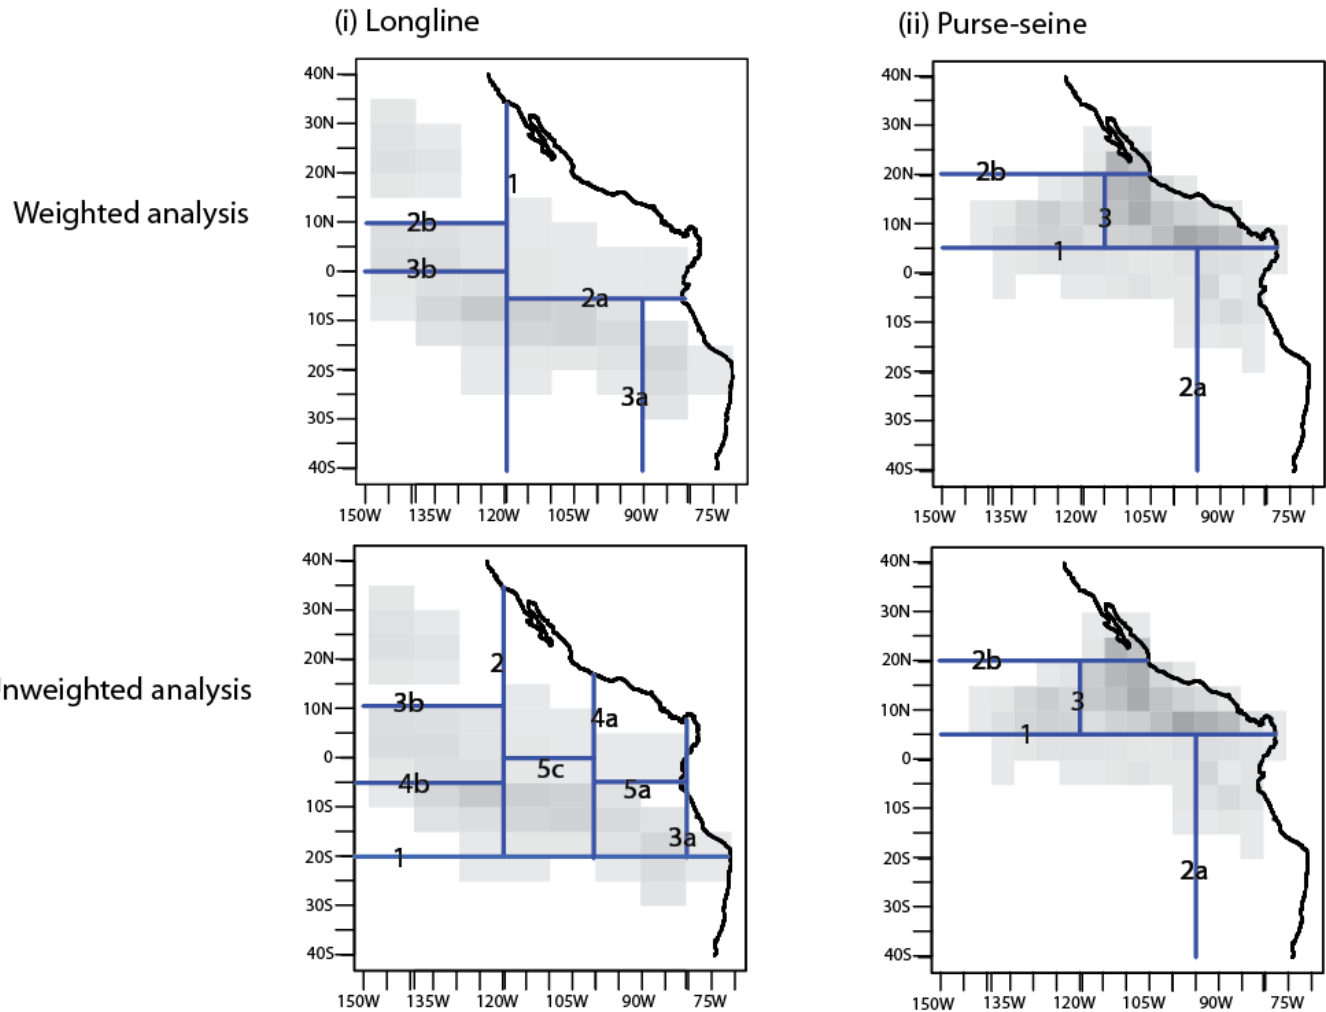 (i) Longline
(ii) Purse-seine
Weighted analysis
40N
30N
20N
10N
0
10S
20S
30S
40S
1
2b
3b
2a
3a
150W 135W 120W 105W 90W 75W
40N
30N
20N
10N
0
10S
20S
30S
40S
2b
3
1
2a
150W 135W 120W 105W 90W 75W
nweighted analysis
40N
30N
20N
10N
0
10S
20S
30S
40S
2
3b
4a
5c
4b
5a
3a
1
150W 135W 120W 105W 90W 75W
40N
30N
20N
10N
0
10S
20S
30S
40S
2b
3
1
2a
150W 135W 120W 105W 90W 75W